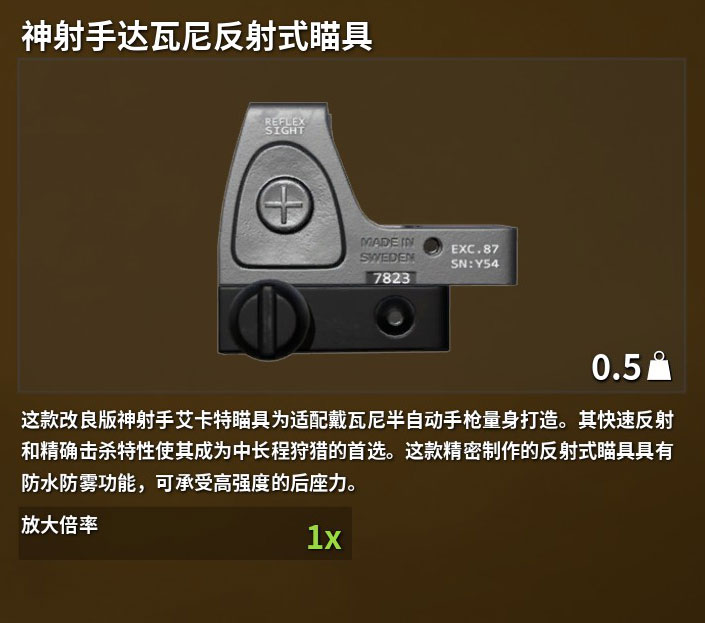 神射手达瓦尼反射式瞄具
REFLEX
SIGHT
MADE IN
SWEDEN
EXC.87
SN:Y54
7823
0.5
这款改良版神射手艾卡特瞄具为适配戴瓦尼半自动手枪量身打造。其快速反射
和精确击杀特性使其成为中长程狩猎的首选。这款精密制作的反射式瞄具具有
防水防雾功能，可承受高强度的后座力。
放大倍率
1x